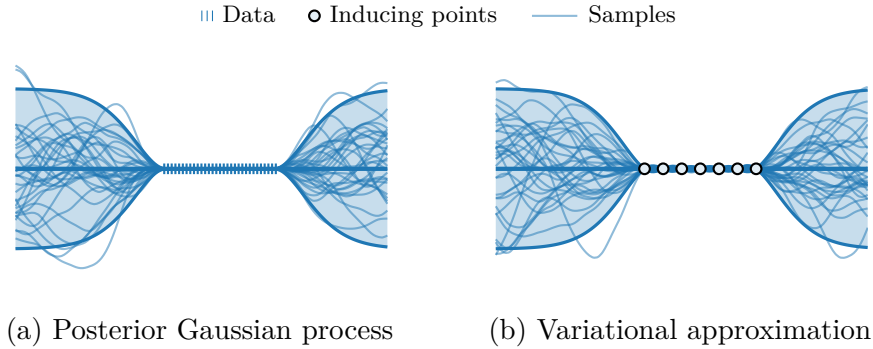 Data Inducing points Samples
(a) Posterior Gaussian process
(b) Variational approximation